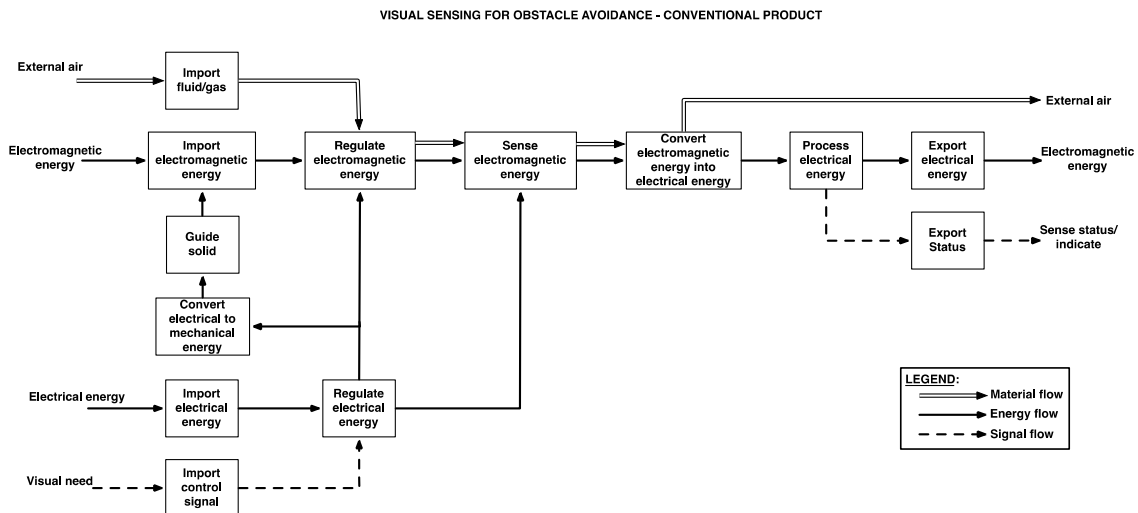 VISUAL SENSING FOR OBSTACLE AVOIDANCE - CONVENTIONAL PRODUCT
External air
Import
fluid/gas
External air
Electromagnetic
energy
Import
electromagnetic
energy
Regulate
electromagnetic
energy
Sense
electromagnetic
energy
Convert
electromagnetic
energy into
electrical energy
Process
electrical
energy
Export
electrical
energy
Electromagnetic
energy
Guide
solid
Export
Status
Sense status/
indicate
Convert
electrical to
mechanical
energy
Electrical energy
Import
electrical
energy
Regulate
electrical
energy
Visual need
Import
control
signal
LEGEND:
Material flow
Energy flow
Signal flow